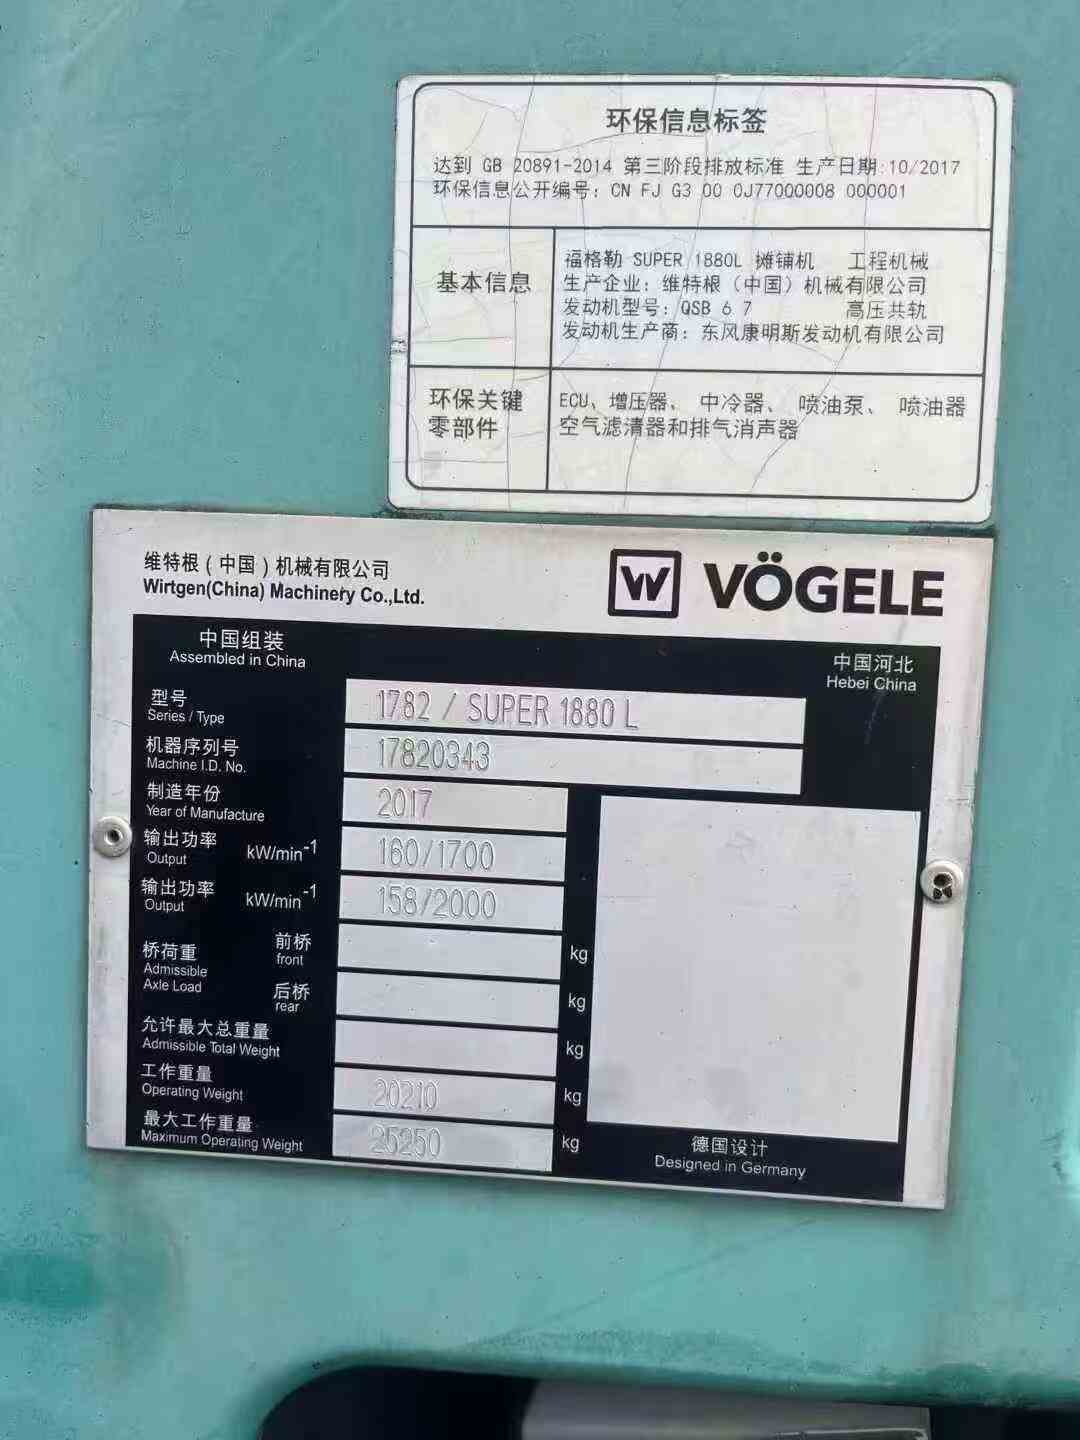 环保信息标签
达到 GB 20891-2014 第三阶段排放标准 生产日期:10/2017
环保信息公开编号: CN FJ G3 00 0J77000008 000001
基本信息
福格勒 SUPER 1880L 摊铺机 工程机械
生产企业: 维特根 (中国) 机械有限公司
发动机型号: QSB 6 7 高压共轨
发动机生产商: 东风康明斯发动机有限公司
环保关键
零部件
ECU、增压器、 中冷器、 喷油泵、 喷油器
空气滤清器和排气消声器
维特根 (中国) 机械有限公司
Wirtgen(China) Machinery Co.,Ltd.
W VÖGELE
中国组装
Assembled in China
中国河北
Hebei China
型号
Series / Type
1782 / SUPER 1880 L
机器序列号
Machine I.D. No.
17820343
制造年份
Year of Manufacture
2017
输出功率
Output kW/min-1
160/1700
输出功率
Output kW/min-1
158/2000
桥荷重
Admissible
Axle Load
前桥
front
kg
后桥
rear
kg
允许最大总重量
Admissible Total Weight
kg
工作重量
Operating Weight
20210 kg
最大工作重量
Maximum Operating Weight
25250 kg
德国设计
Designed in Germany